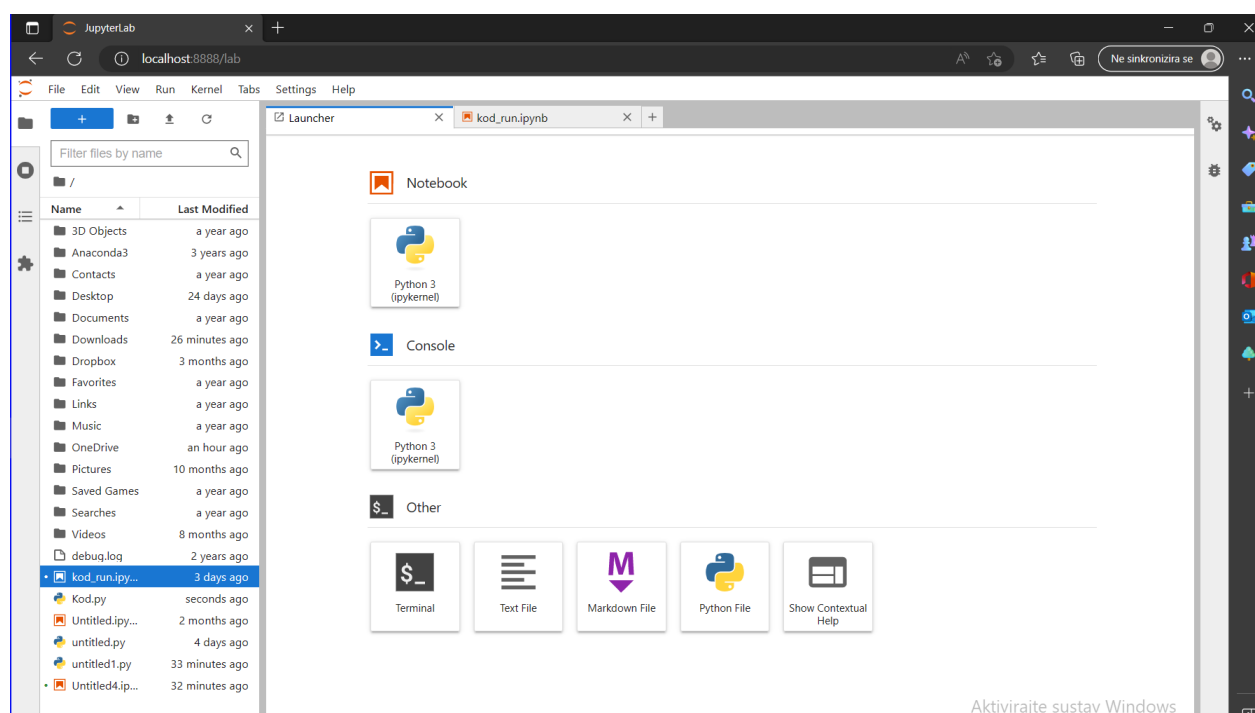 JupyterLab
localhost:8888/lab
Ne sinkronizira se
File Edit View Run Kernel Tabs Settings Help
Launcher
kod_run.ipynb
Filter files by name
/
Name Last Modified
3D Objects a year ago
Anaconda3 3 years ago
Contacts a year ago
Desktop 24 days ago
Documents a year ago
Downloads 26 minutes ago
Dropbox 3 months ago
Favorites a year ago
Links a year ago
Music a year ago
OneDrive an hour ago
Pictures 10 months ago
Saved Games a year ago
Searches a year ago
Videos 8 months ago
debug.log 2 years ago
kod_run.ipy... 3 days ago
Kod.py seconds ago
Untitled.ipy... 2 months ago
untitled.py 4 days ago
untitled1.py 33 minutes ago
Untitled4.ip... 32 minutes ago
Notebook
Python 3
(ipykernel)
Console
Python 3
(ipykernel)
$_ Other
$_
M
Terminal
Text File
Markdown File
Python File
Show Contextual
Help
Aktivirajte sustav Windows